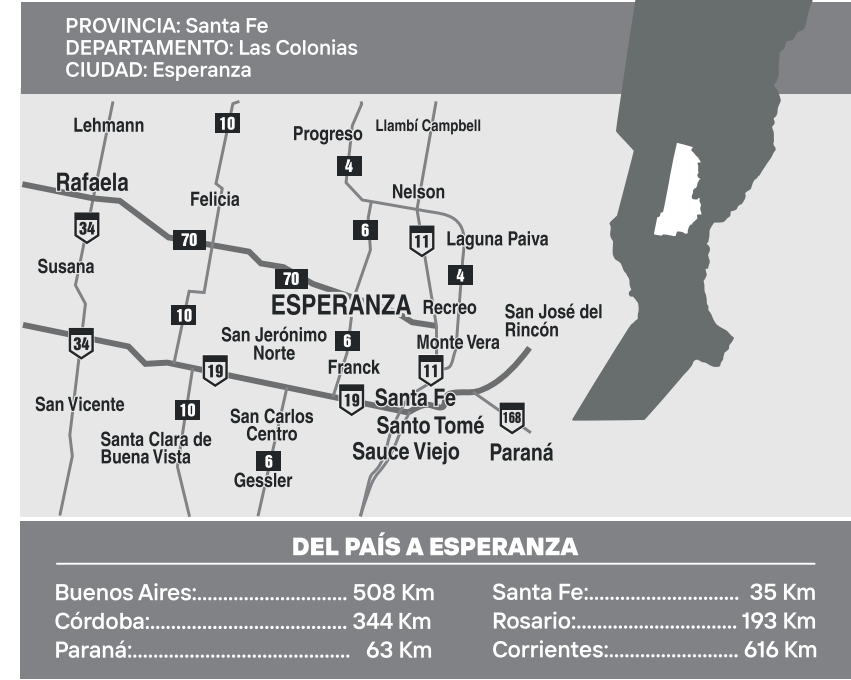 PROVINCIA: Santa Fe
DEPARTAMENTO: Las Colonias
CIUDAD: Esperanza
Lehmann
10
Progreso
Llambí Campbell
4
Rafaela
Felicia
Nelson
34
70
6
11
Laguna Paiva
Susana
70
4
ESPERANZA
Recreo
10
San José del
Rincón
34
San Jerónimo
Norte
6
Monte Vera
19
Franck
11
San Vicente
10
19
Santa Fe
San Carlos
Centro
168
Santo Tomé
Santa Clara de
Buena Vista
Sauce Viejo
Paraná
6
Gessler
DEL PAÍS A ESPERANZA
Buenos Aires:.............................. 508 Km
Córdoba:....................................... 344 Km
Paraná:........................................... 63 Km
Santa Fe:.............................. 35 Km
Rosario:................................ 193 Km
Corrientes:.......................... 616 Km